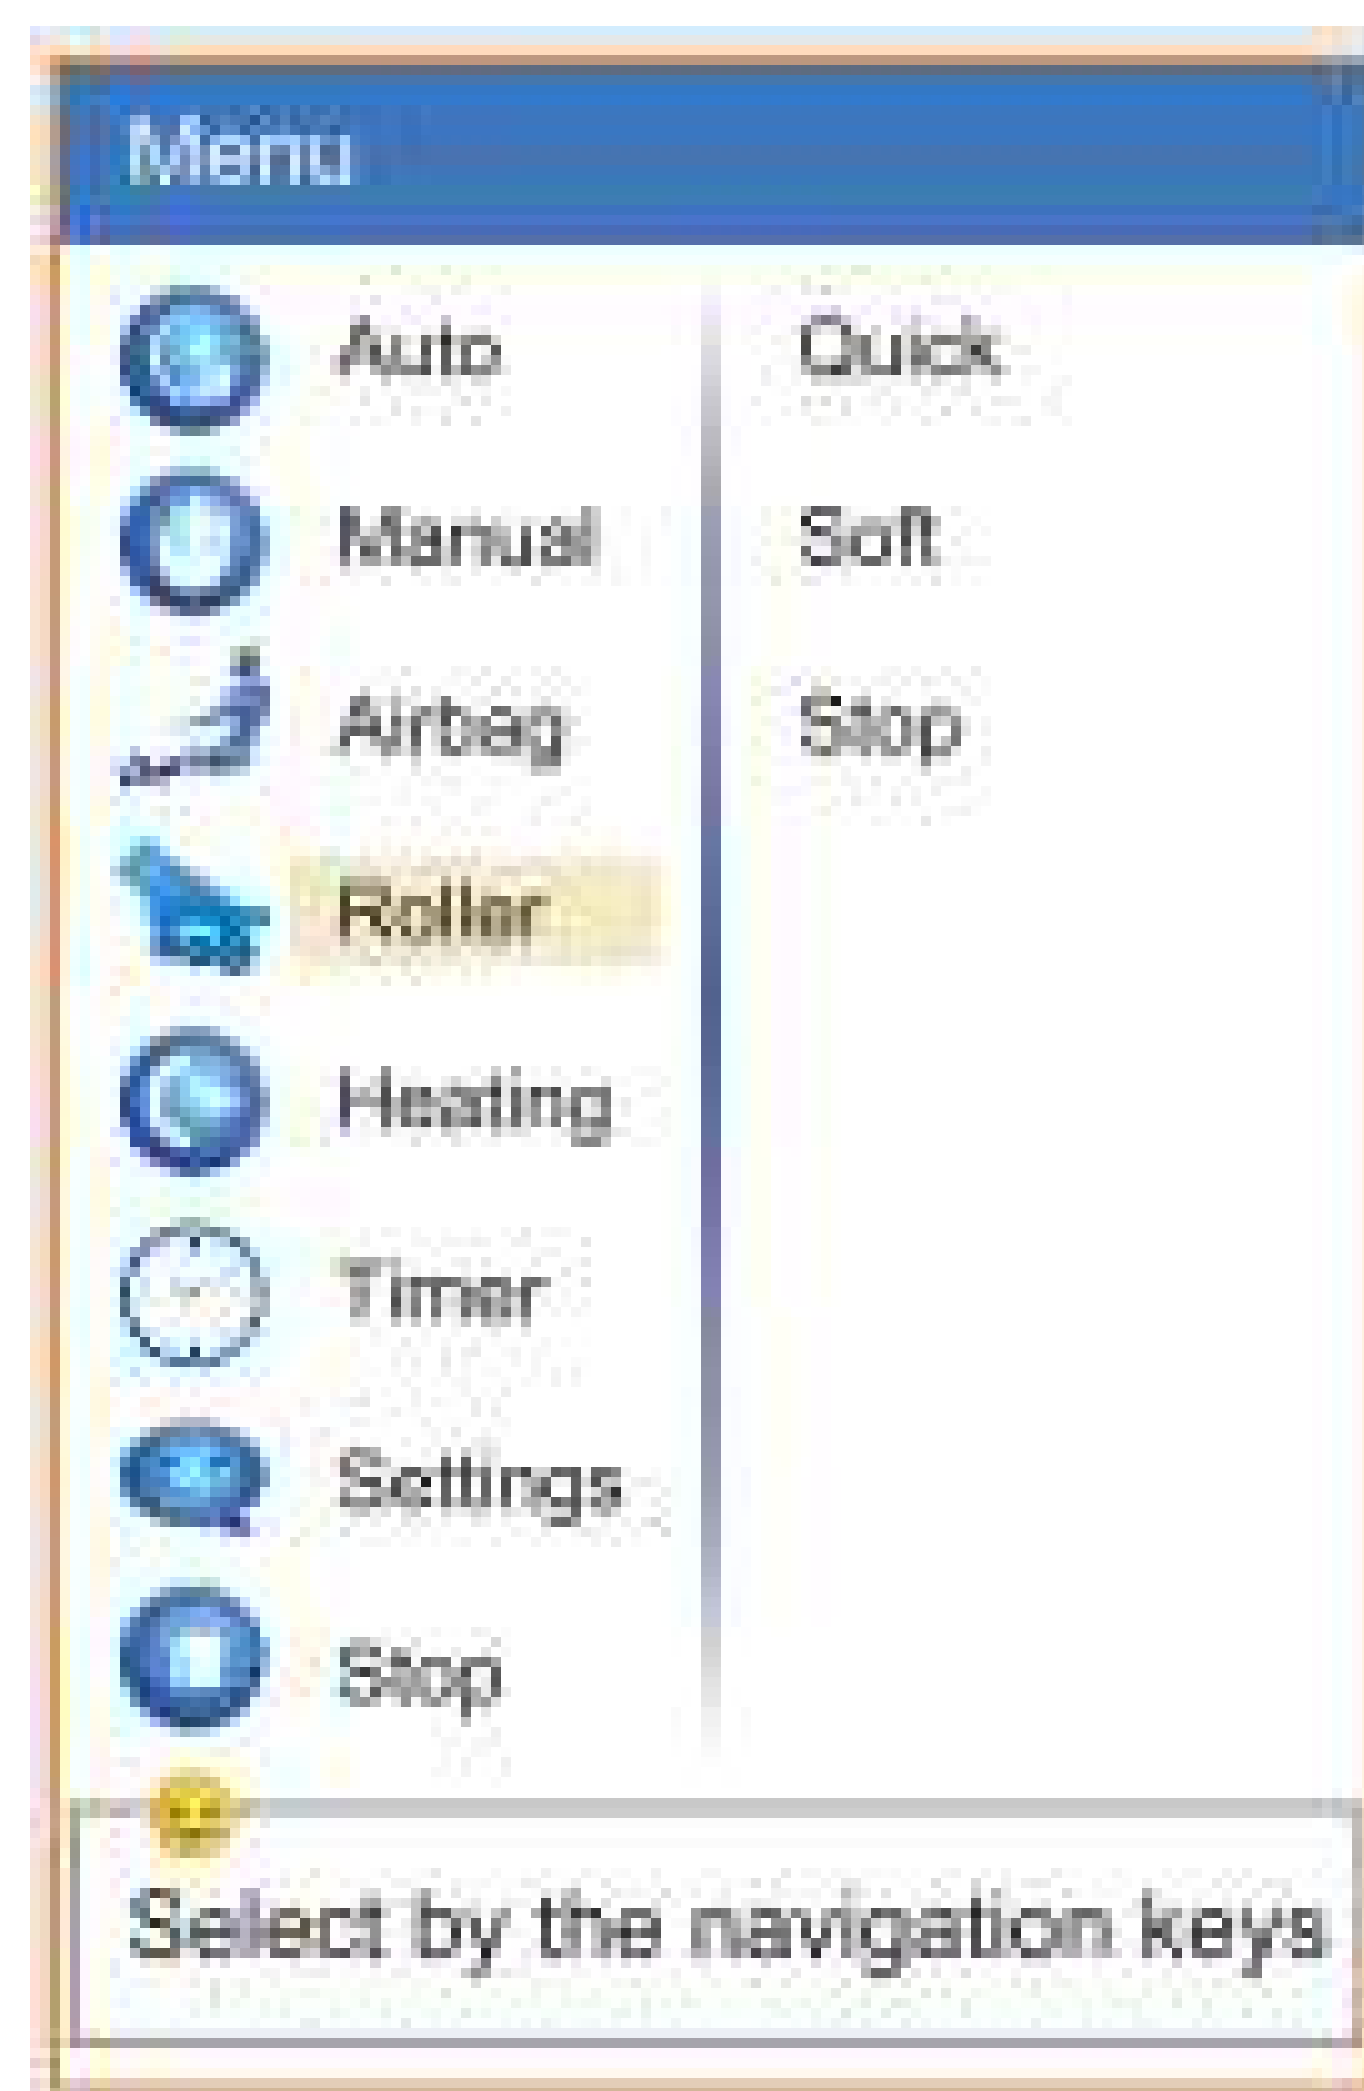 Menu
Auto
Manual
Airbag
Roller
Heating
Timer
Settings
Stop
Quick
Soft
Stop
Select by the navigation keys